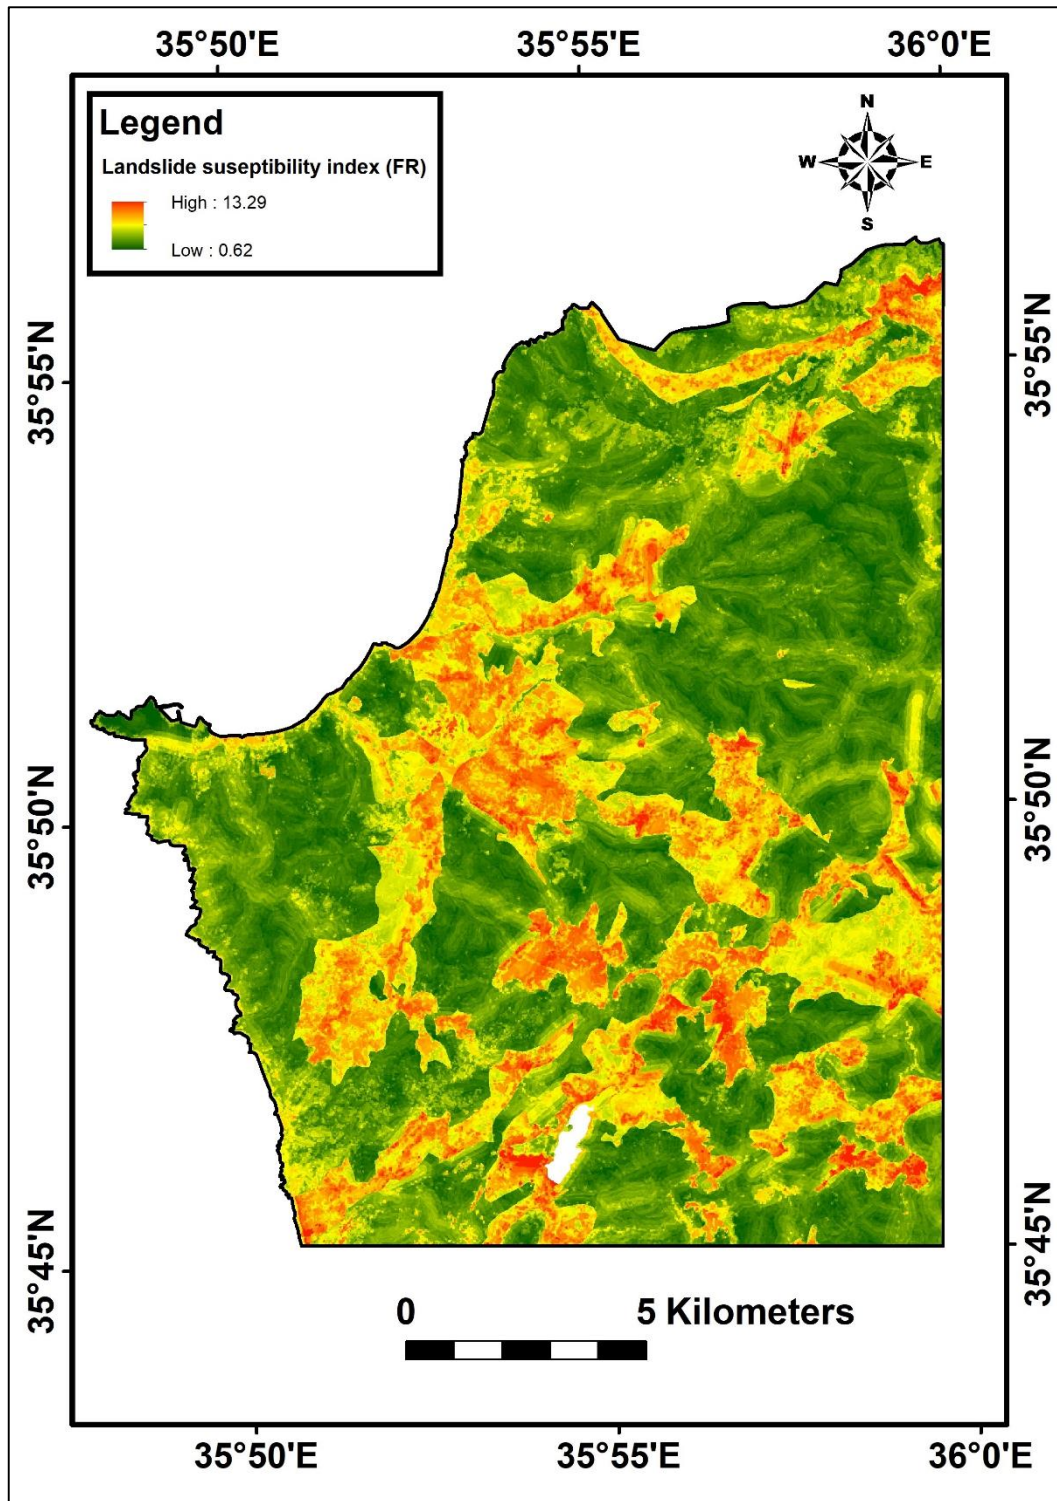 35°50'E 35°55'E 36°0'E
Legend
Landslide suseptibility index (FR)
High : 13.29
Low : 0.62
N
W E
S
35°55'N 35°55'N
35°50'N 35°50'N
35°45'N 35°45'N
0 5 Kilometers
35°50'E 35°55'E 36°0'E